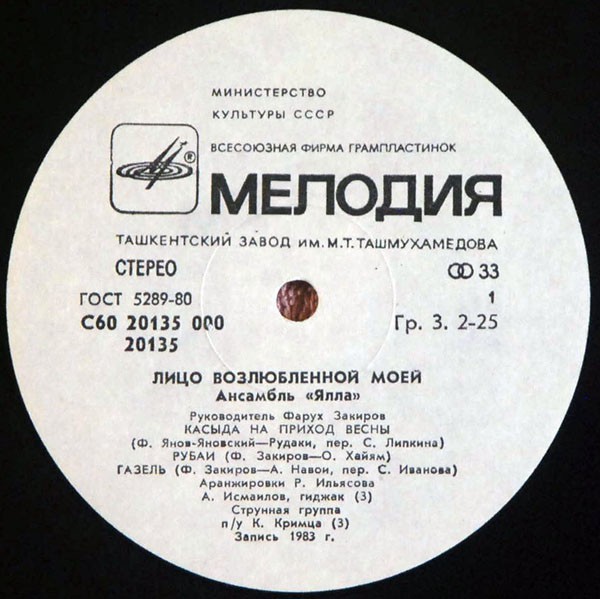 МИНИСТЕРСТВО
КУЛЬТУРЫ СССР
ВСЕСОЮЗНАЯ ФИРМА ГРАМПЛАСТИНОК
®
МЕЛОДИЯ
ТАШКЕНТСКИЙ ЗАВОД ИМ. М.Т. ТАШМУХАМЕДОВА
СТЕРЕО 33
ГОСТ 5289-80 1
С60 20135 000 Гр. 3. 2-25
20135
ЛИЦО ВОЗЛЮБЛЕННОЙ МОЕЙ
Ансамбль «Ялла»
Руководитель Фарух Закиров
КАСЫДА НА ПРИХОД ВЕСНЫ
(Ф. Янов-Яновский—Рудаки, пер. С. Липкина)
РУБАИ (Ф. Закиров—О. Хайям)
ГАЗЕЛЬ (Ф. Закиров—А. Навои, пер. С. Иванова)
Аранжировки Р. Ильясова
А. Исмаилов, гиджак (3)
Струнная группа
п/у К. Кримца (3)
Запись 1983 г.